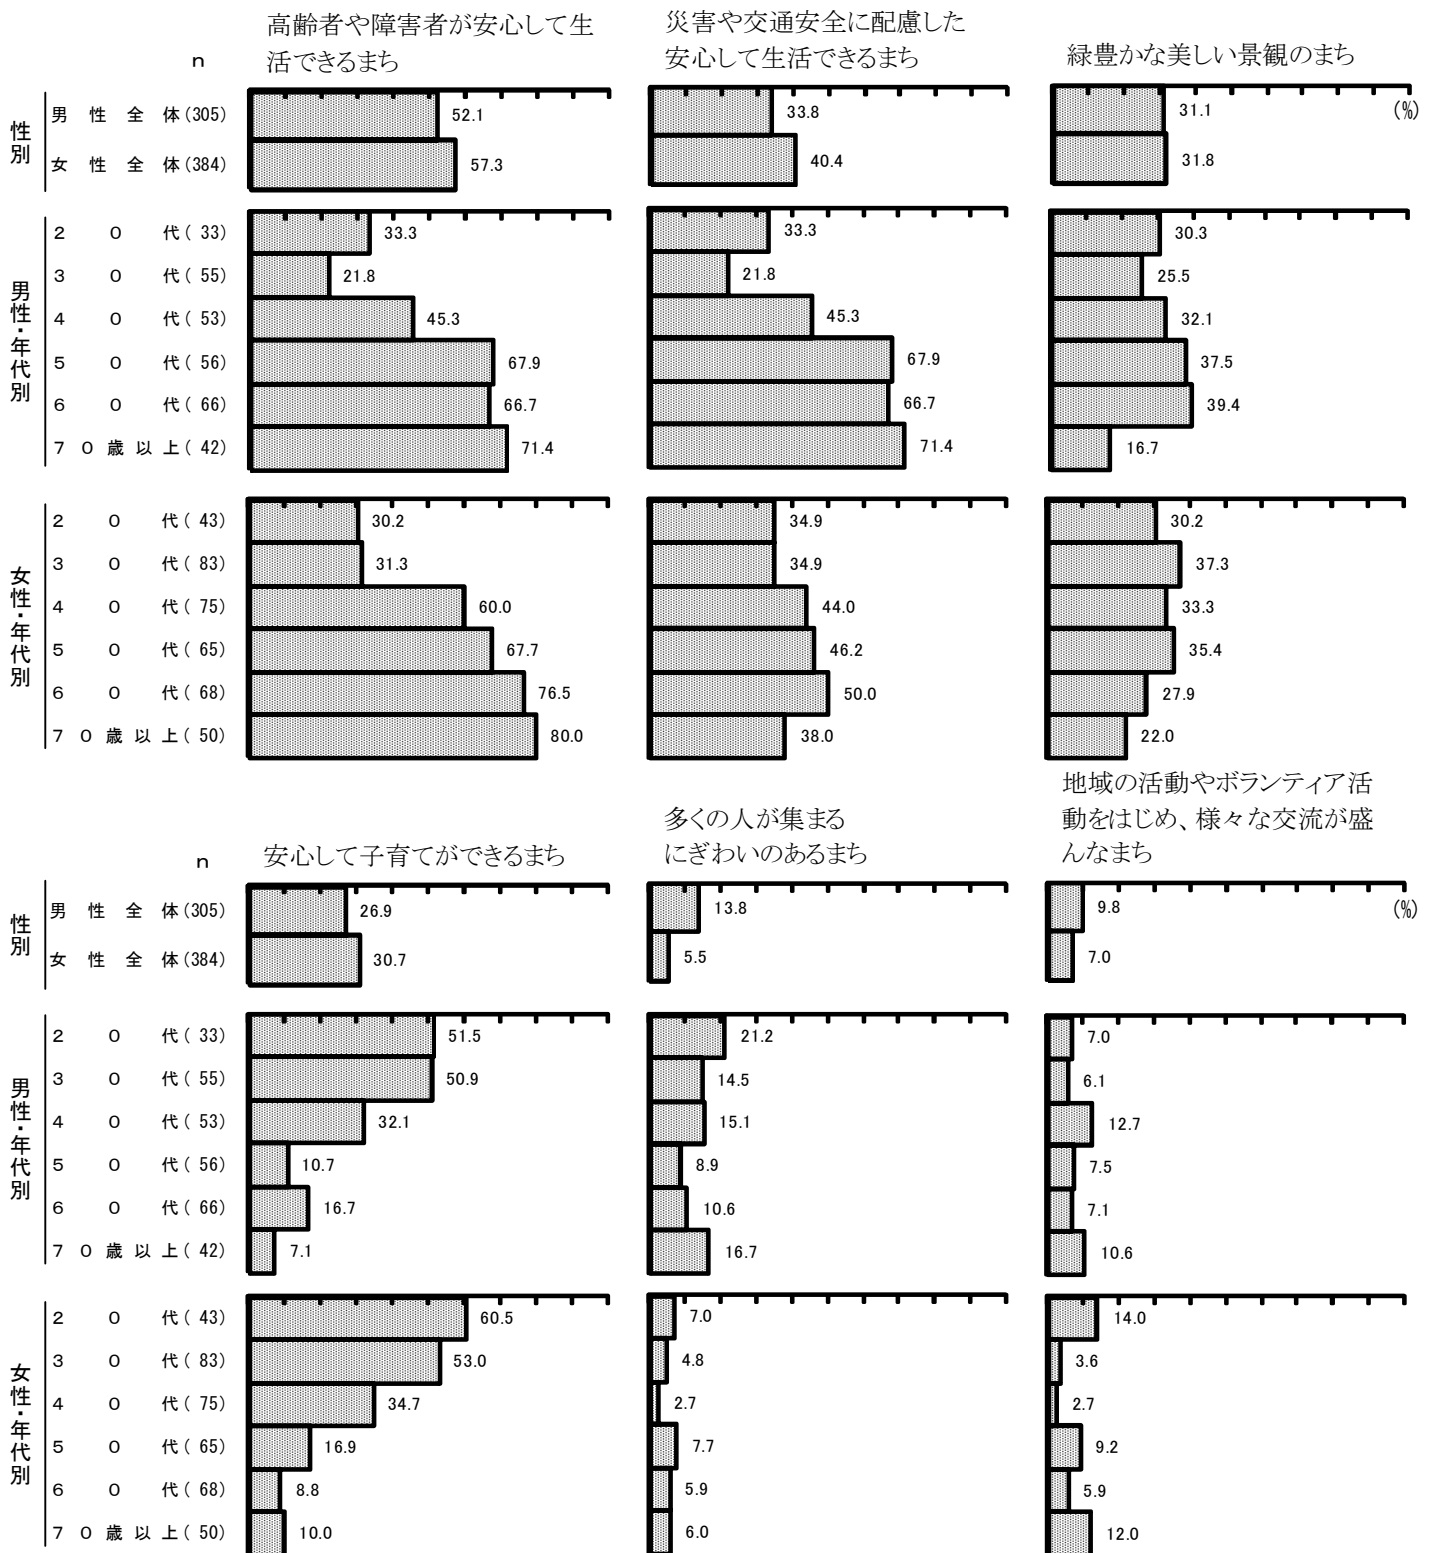 高齢者や障害者が安心して生
活できるまち
災害や交通安全に配慮した
安心して生活できるまち
緑豊かな美しい景観のまち
n
(%)
性別
男性全体(305) 52.1 33.8 31.1
女性全体(384) 57.3 40.4 31.8
男性・年代別
20代( 33) 33.3 33.3 30.3
30代( 55) 21.8 21.8 25.5
40代( 53) 45.3 45.3 32.1
50代( 56) 67.9 67.9 37.5
60代( 66) 66.7 66.7 39.4
70歳以上( 42) 71.4 71.4 16.7
女性・年代別
20代( 43) 30.2 34.9 30.2
30代( 83) 31.3 34.9 37.3
40代( 75) 60.0 44.0 33.3
50代( 65) 67.7 46.2 35.4
60代( 68) 76.5 50.0 27.9
70歳以上( 50) 80.0 38.0 22.0
安心して子育てができるまち
多くの人が集まる
にぎわいのあるまち
地域の活動やボランティア活
動をはじめ、様々な交流が盛
んなまち
n
(%)
性別
男性全体(305) 26.9 13.8 9.8
女性全体(384) 30.7 5.5 7.0
男性・年代別
20代( 33) 51.5 21.2 7.0
30代( 55) 50.9 14.5 6.1
40代( 53) 32.1 15.1 12.7
50代( 56) 10.7 8.9 7.5
60代( 66) 16.7 10.6 7.1
70歳以上( 42) 7.1 16.7 10.6
女性・年代別
20代( 43) 60.5 7.0 14.0
30代( 83) 53.0 4.8 3.6
40代( 75) 34.7 2.7 2.7
50代( 65) 16.9 7.7 9.2
60代( 68) 8.8 5.9 5.9
70歳以上( 50) 10.0 6.0 12.0